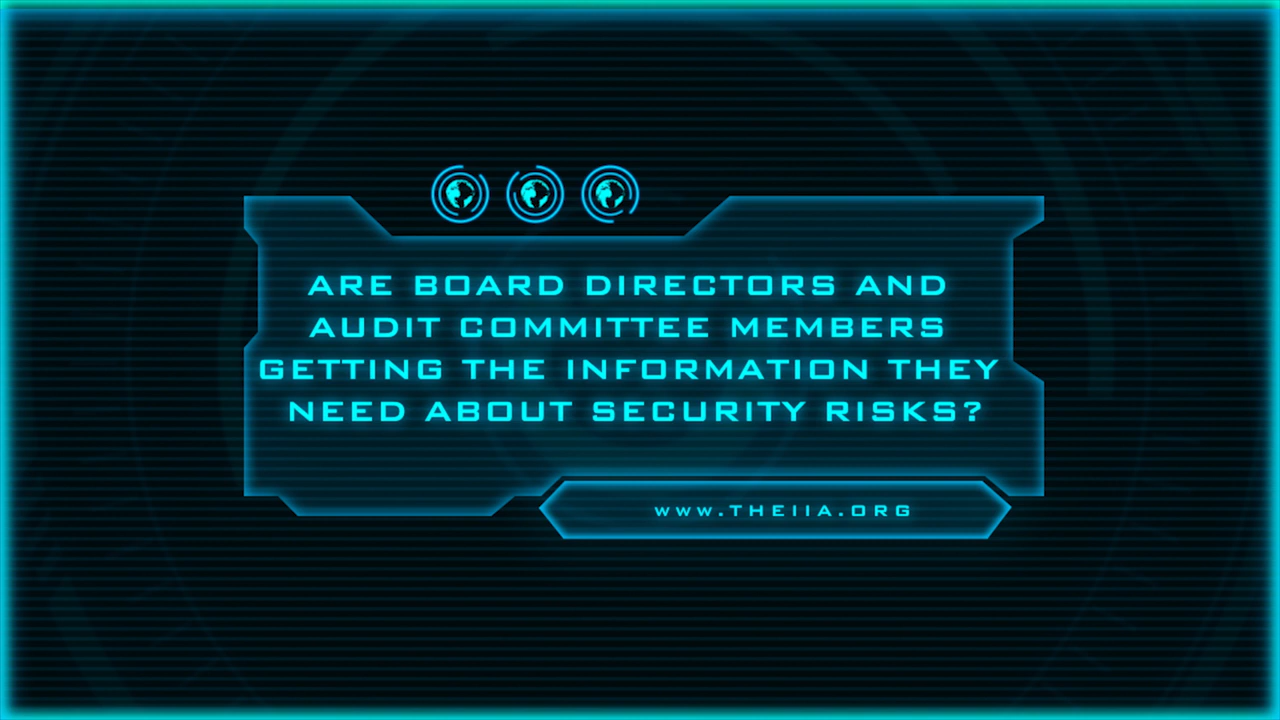 ARE BOARD DIRECTORS AND
AUDIT COMMITTEE MEMBERS
GETTING THE INFORMATION THEY
NEED ABOUT SECURITY RISKS?
www.THEIIA.ORG